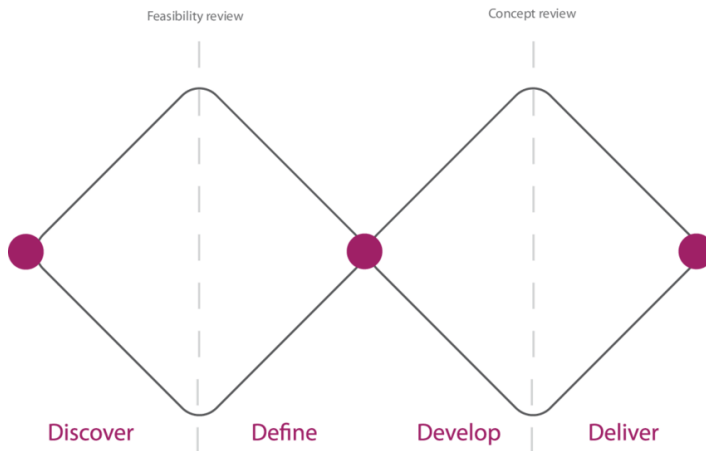 Feasibility review
Concept review
Discover
Define
Develop
Deliver